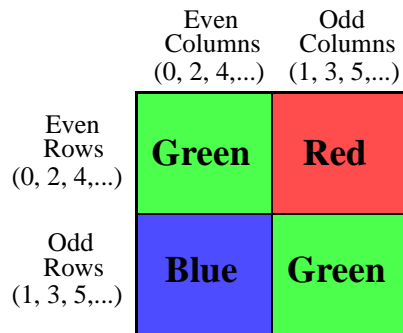 Even
Columns
(0, 2, 4,...)
Odd
Columns
(1, 3, 5,...)
Even
Rows
(0, 2, 4,...)
Green
Red
Odd
Rows
(1, 3, 5,...)
Blue
Green